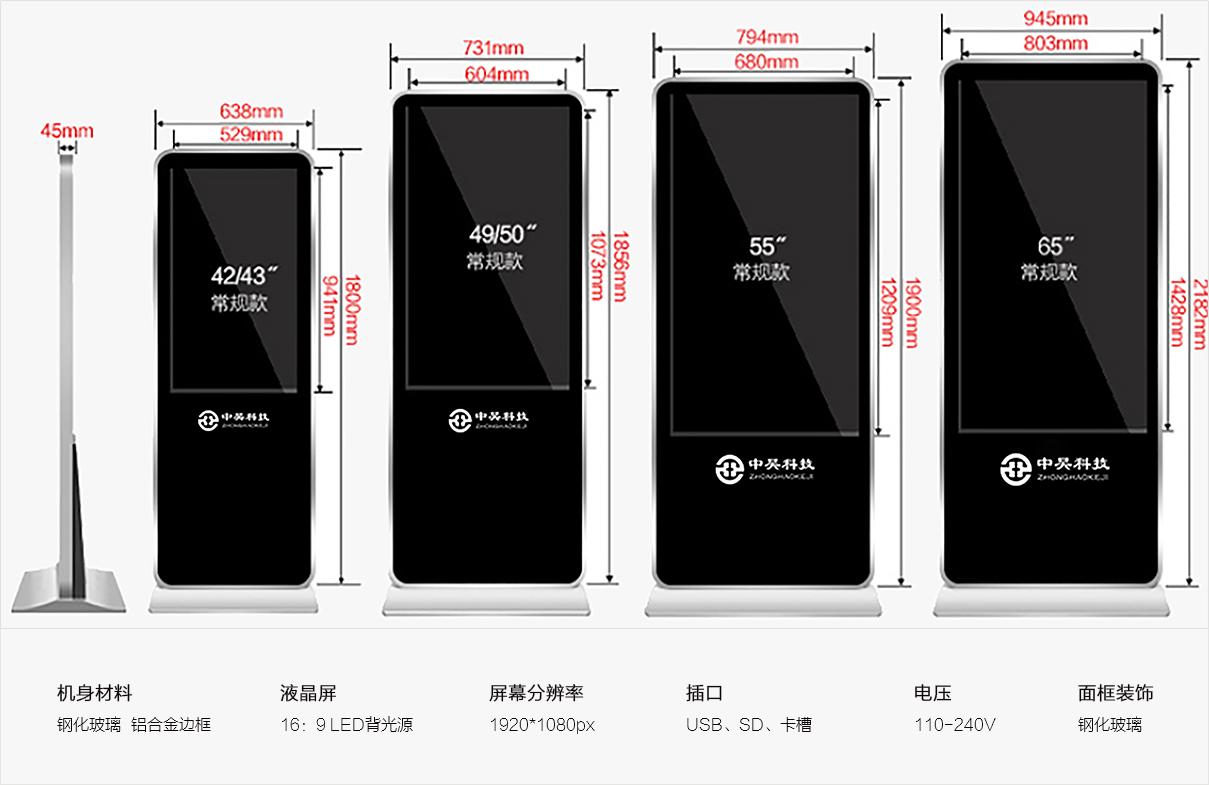 45mm
638mm
529mm
42/43"
常规款
941mm
1800mm
中昊科技
ZHONGHAOKEJI
731mm
604mm
49/50"
常规款
1073mm
1856mm
中昊科技
ZHONGHAOKEJI
794mm
680mm
55"
常规款
1209mm
1900mm
中昊科技
ZHONGHAOKEJI
945mm
803mm
65"
常规款
1428mm
2182mm
中昊科技
ZHONGHAOKEJI
机身材料
钢化玻璃 铝合金边框
液晶屏
16：9 LED背光源
屏幕分辨率
1920*1080px
插口
USB、SD、卡槽
电压
110-240V
面框装饰
钢化玻璃